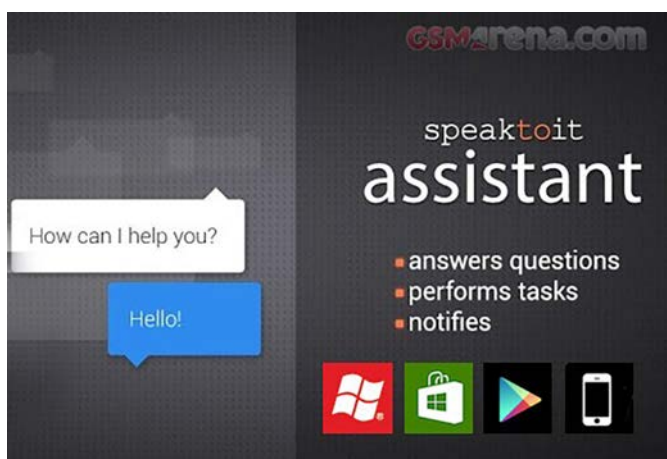 GSMArena.com
speaktoit
assistant
How can I help you?
Hello!
answers questions
performs tasks
notifies